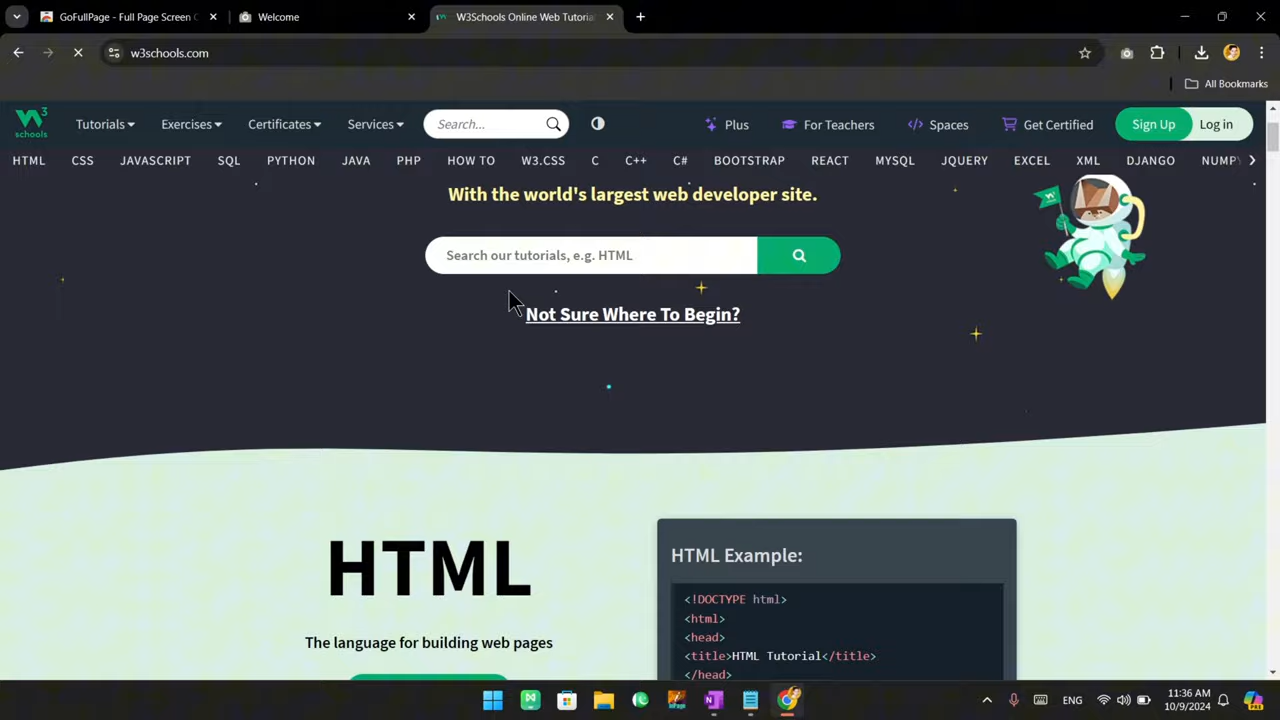 GoFullPage - Full Page Screen C
Welcome
W3Schools Online Web Tutoria
w3schools.com
All Bookmarks
W3 schools
Tutorials Exercises Certificates Services Search... Plus For Teachers Spaces Get Certified Sign Up Log in
HTML CSS JAVASCRIPT SQL PYTHON JAVA PHP HOW TO W3.CSS C C++ C# BOOTSTRAP REACT MYSQL JQUERY EXCEL XML DJANGO NUMPY
With the world's largest web developer site.
Search our tutorials, e.g. HTML
Not Sure Where To Begin?
HTML
The language for building web pages
HTML Example:
<!DOCTYPE html>
<html>
<head>
<title>HTML Tutorial</title>
</head>
ENG
11:36 AM
10/9/2024